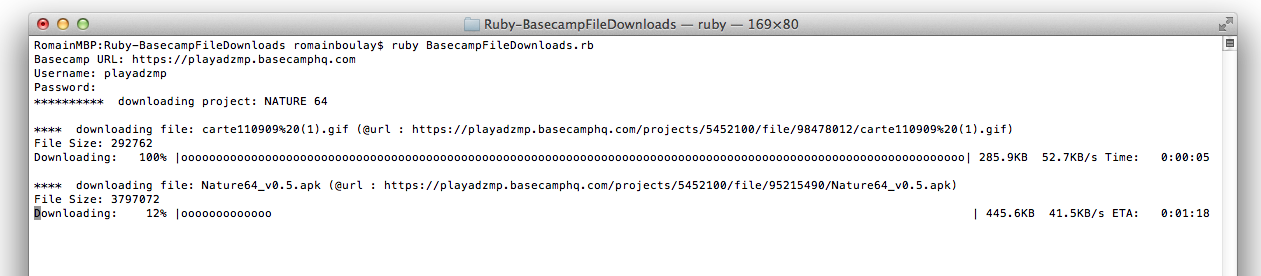 Ruby-BasecampFileDownloads — ruby — 169×80
RomainMBP:Ruby-BasecampFileDownloads romainboulay$ ruby BasecampFileDownloads.rb
Basecamp URL: https://playadzmp.basecamphq.com
Username: playadzmp
Password:
********** downloading project: NATURE 64
**** downloading file: carte110909%20(1).gif (@url : https://playadzmp.basecamphq.com/projects/5452100/file/98478012/carte110909%20(1).gif)
File Size: 292762
Downloading: 100% |oooooooooooooooooooooooooooooooooooooooooooooooooooooooooooooooooooooooooooooooooooooooooooooooooooooooooooooooo| 285.9KB 52.7KB/s Time: 0:00:05
**** downloading file: Nature64_v0.5.apk (@url : https://playadzmp.basecamphq.com/projects/5452100/file/95215490/Nature64_v0.5.apk)
File Size: 3797072
Downloading: 12% |ooooooooooooo | 445.6KB 41.5KB/s ETA: 0:01:18